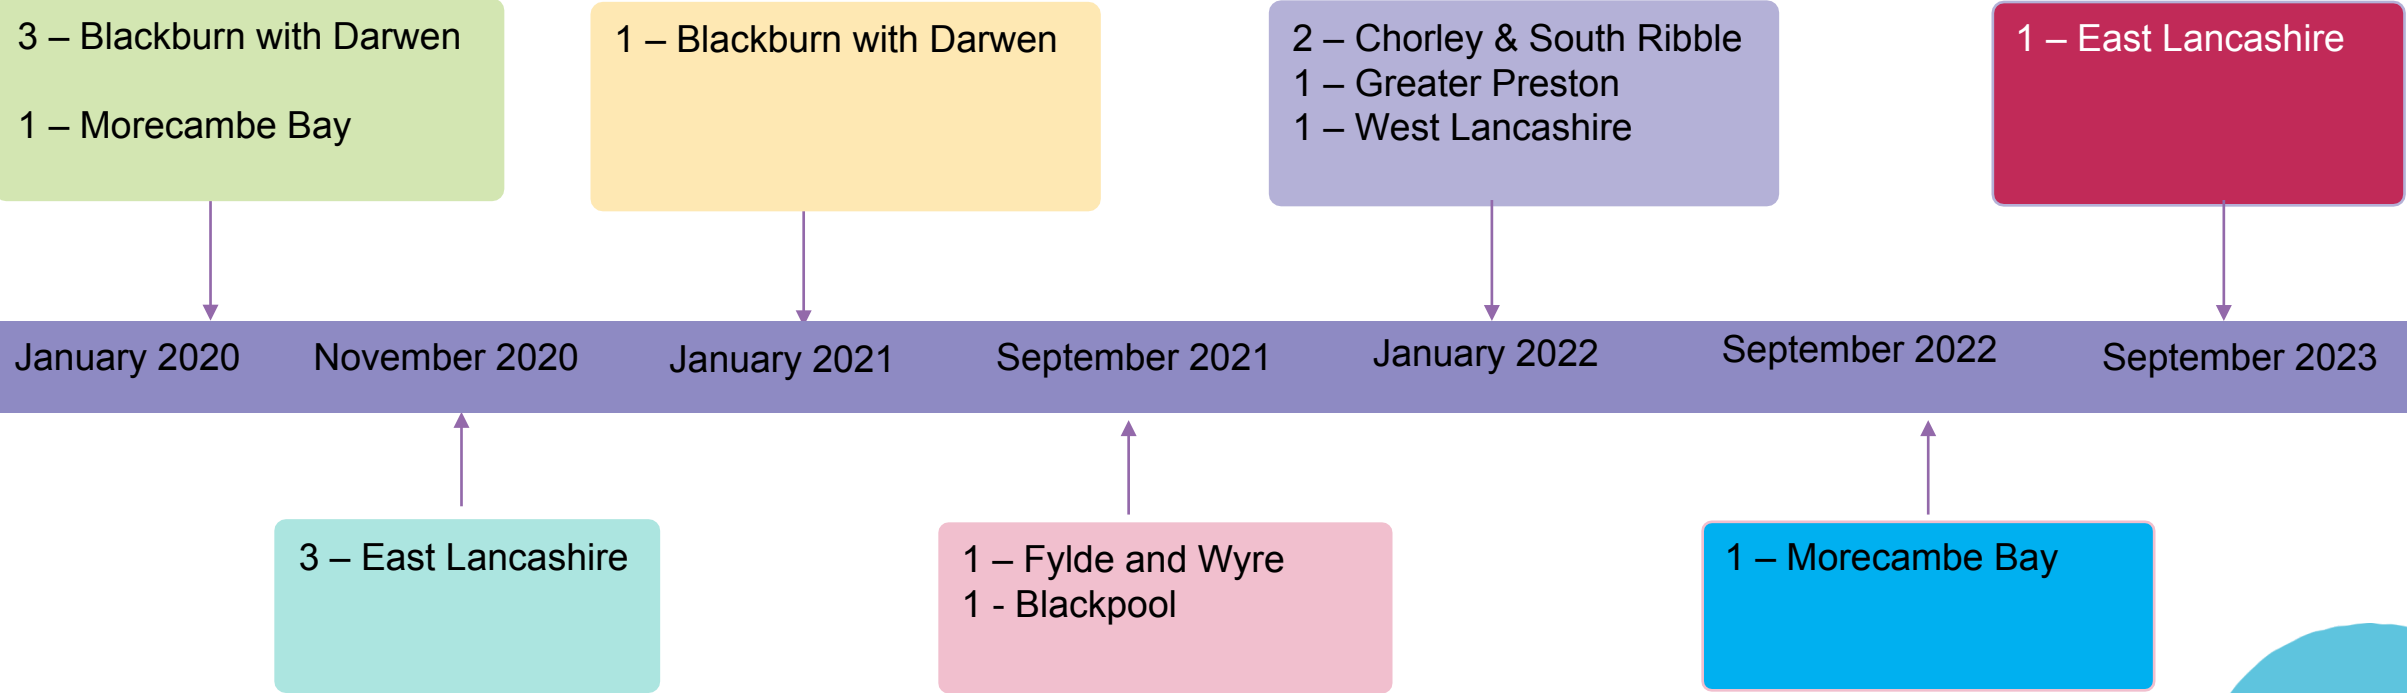 3 – Blackburn with Darwen
1 – Morecambe Bay
1 – Blackburn with Darwen
2 – Chorley & South Ribble
1 – Greater Preston
1 – West Lancashire
1 – East Lancashire
January 2020
November 2020
January 2021
September 2021
January 2022
September 2022
September 2023
3 – East Lancashire
1 – Fylde and Wyre
1 - Blackpool
1 – Morecambe Bay